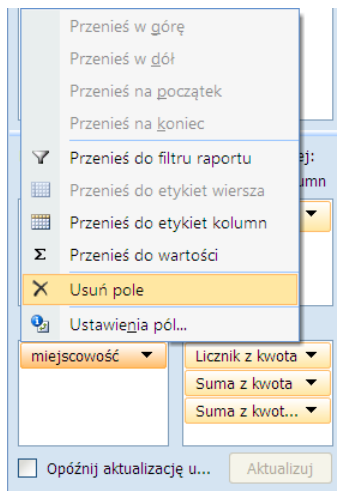 Przenieś w górę
Przenieś w dół
Przenieś na początek
Przenieś na koniec
Przenieś do filtru raportu
ej:
Przenieś do etykiet wiersza
umn
Przenieś do etykiet kolumn
Przenieś do wartości
Usuń pole
Ustawienia pól...
miejscowość
Licznik z kwota
Suma z kwota
Suma z kwot...
Opóźnij aktualizację u...
Aktualizuj